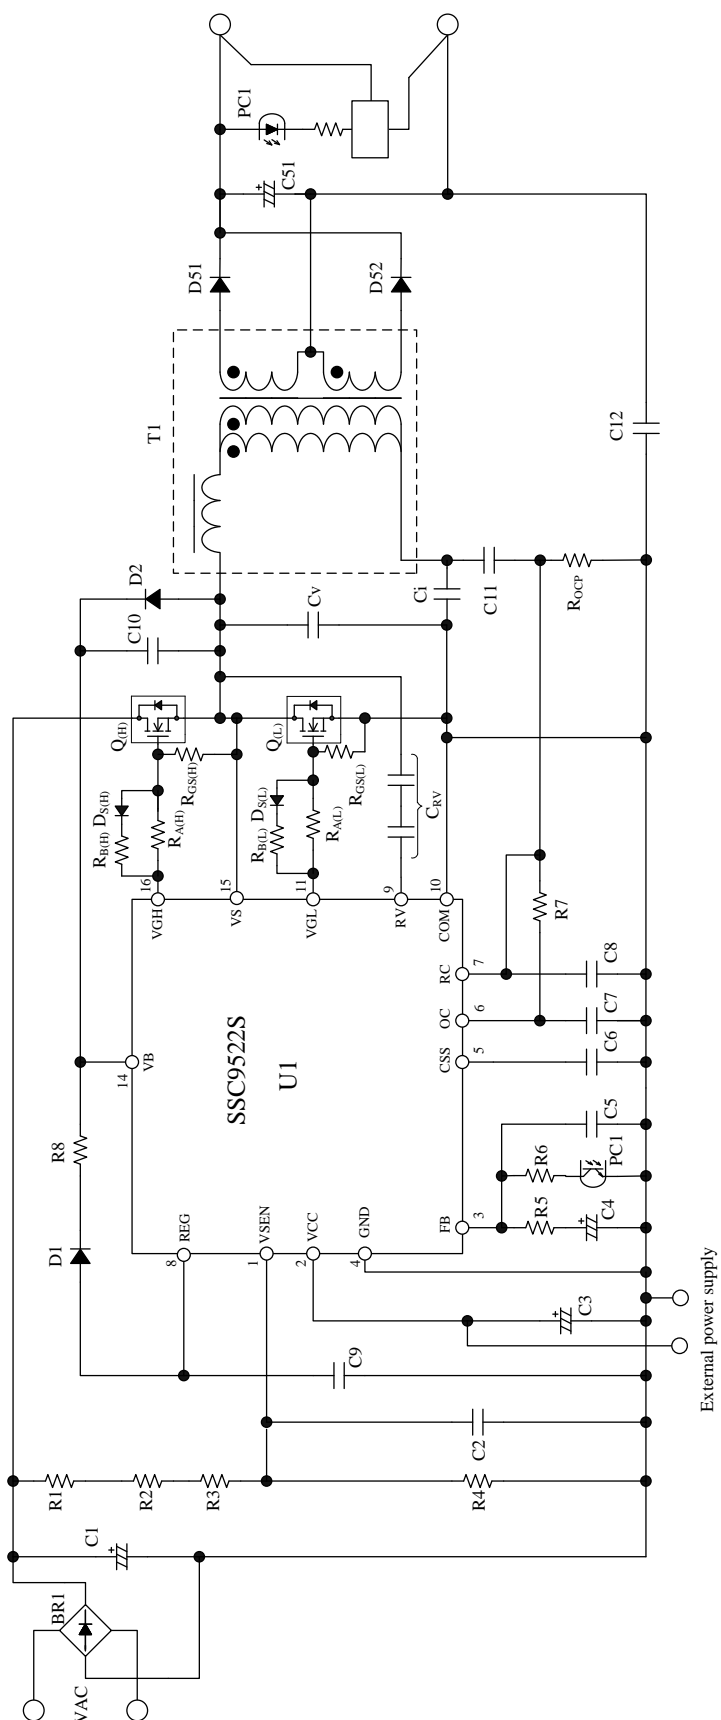 VAC
BR1
C1
R1
R2
R3
R4
C2
C9
C3
External power supply
D1
R8
SSC9522S
U1
REG
8
VSEN
1
VCC
2
GND
4
FB
3
CSS
5
OC
6
RC
7
COM
10
RV
9
VGL
11
VS
15
VGH
16
VB
14
R5
C4
R6
PC1
C5
C6
C7
C8
R7
RB(H)
DS(H)
RA(H)
RGS(H)
Q(H)
RB(L)
DS(L)
RA(L)
RGS(L)
Q(L)
CRV
C10
D2
Cv
Ci
C11
ROCP
C12
T1
D51
D52
C51
PC1